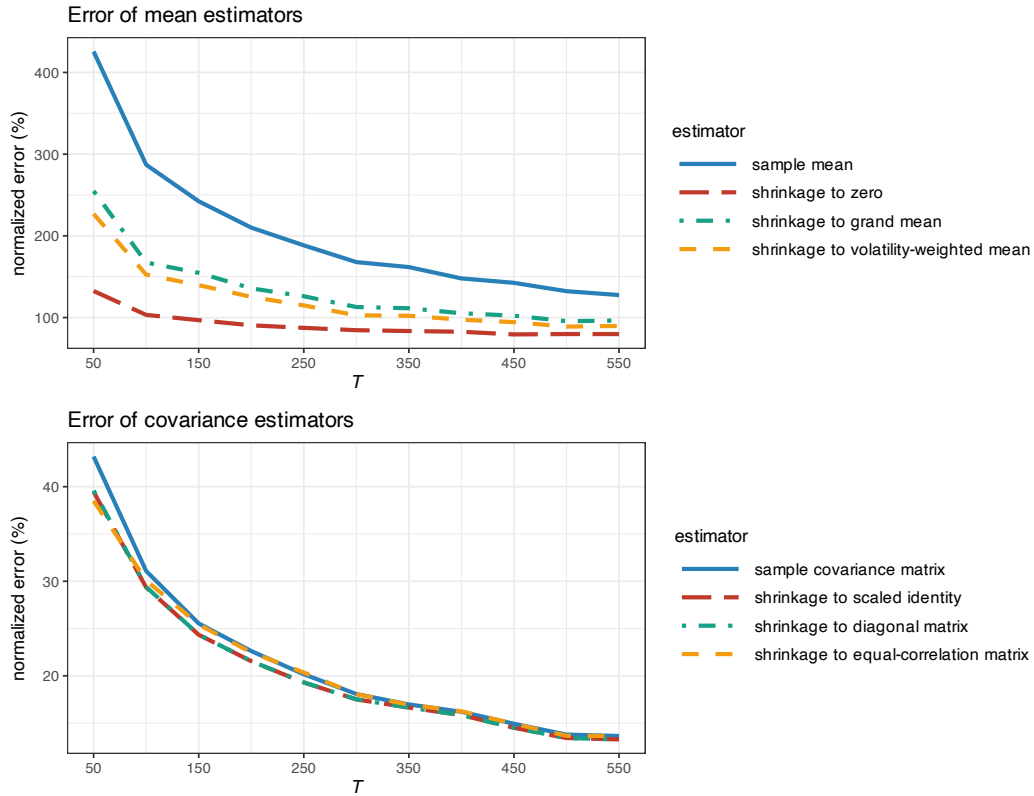 Error of mean estimators
normalized error (%)
400
300
200
100
50
150
250
350
450
550
T
estimator
sample mean
shrinkage to zero
shrinkage to grand mean
shrinkage to volatility-weighted mean
Error of covariance estimators
normalized error (%)
40
30
20
50
150
250
350
450
550
T
estimator
sample covariance matrix
shrinkage to scaled identity
shrinkage to diagonal matrix
shrinkage to equal-correlation matrix